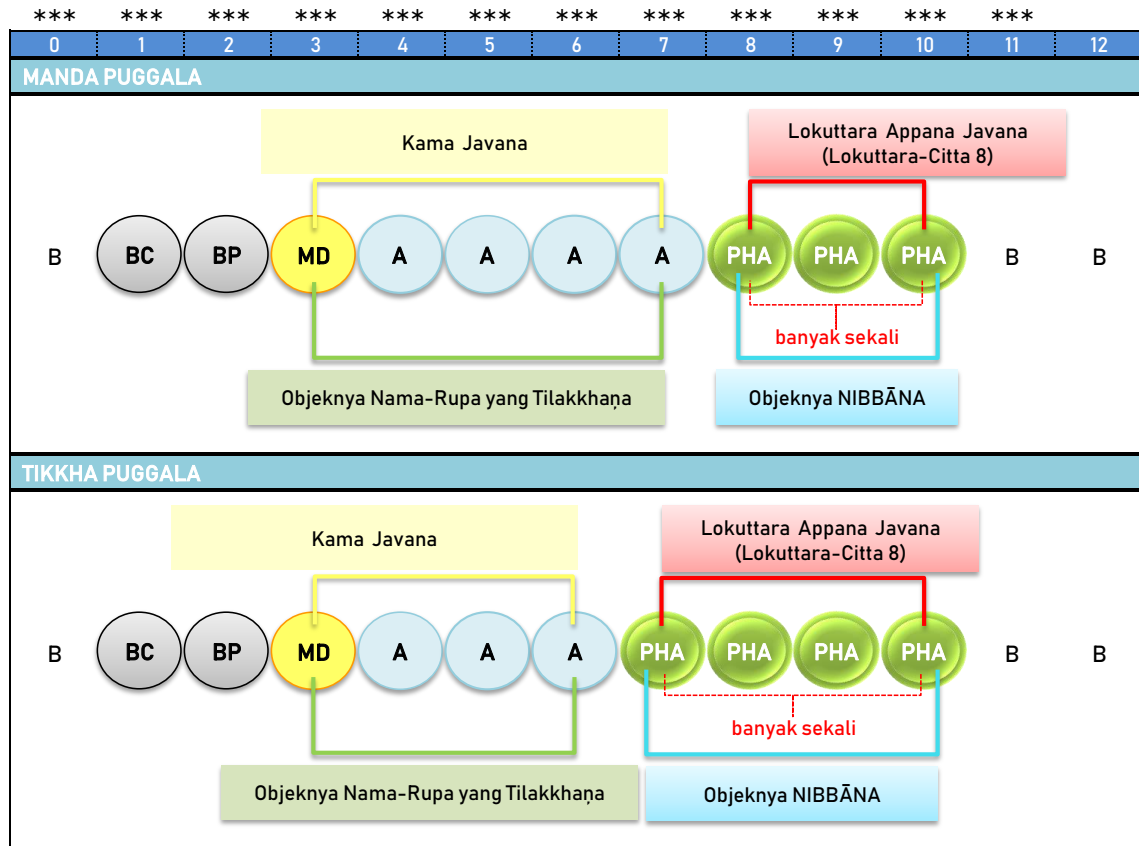 *** *** *** *** *** *** *** *** *** *** *** ***
0 1 2 3 4 5 6 7 8 9 10 11 12
MANDA PUGGALA
Kama Javana
Lokuttara Appana Javana
(Lokuttara-Citta 8)
B BC BP MD A A A A PHA PHA PHA B B
banyak sekali
Objeknya Nama-Rupa yang Tilakkhaṇa
Objeknya NIBBĀNA
TIKKHA PUGGALA
Kama Javana
Lokuttara Appana Javana
(Lokuttara-Citta 8)
B BC BP MD A A A PHA PHA PHA PHA B B
banyak sekali
Objeknya Nama-Rupa yang Tilakkhaṇa
Objeknya NIBBĀNA